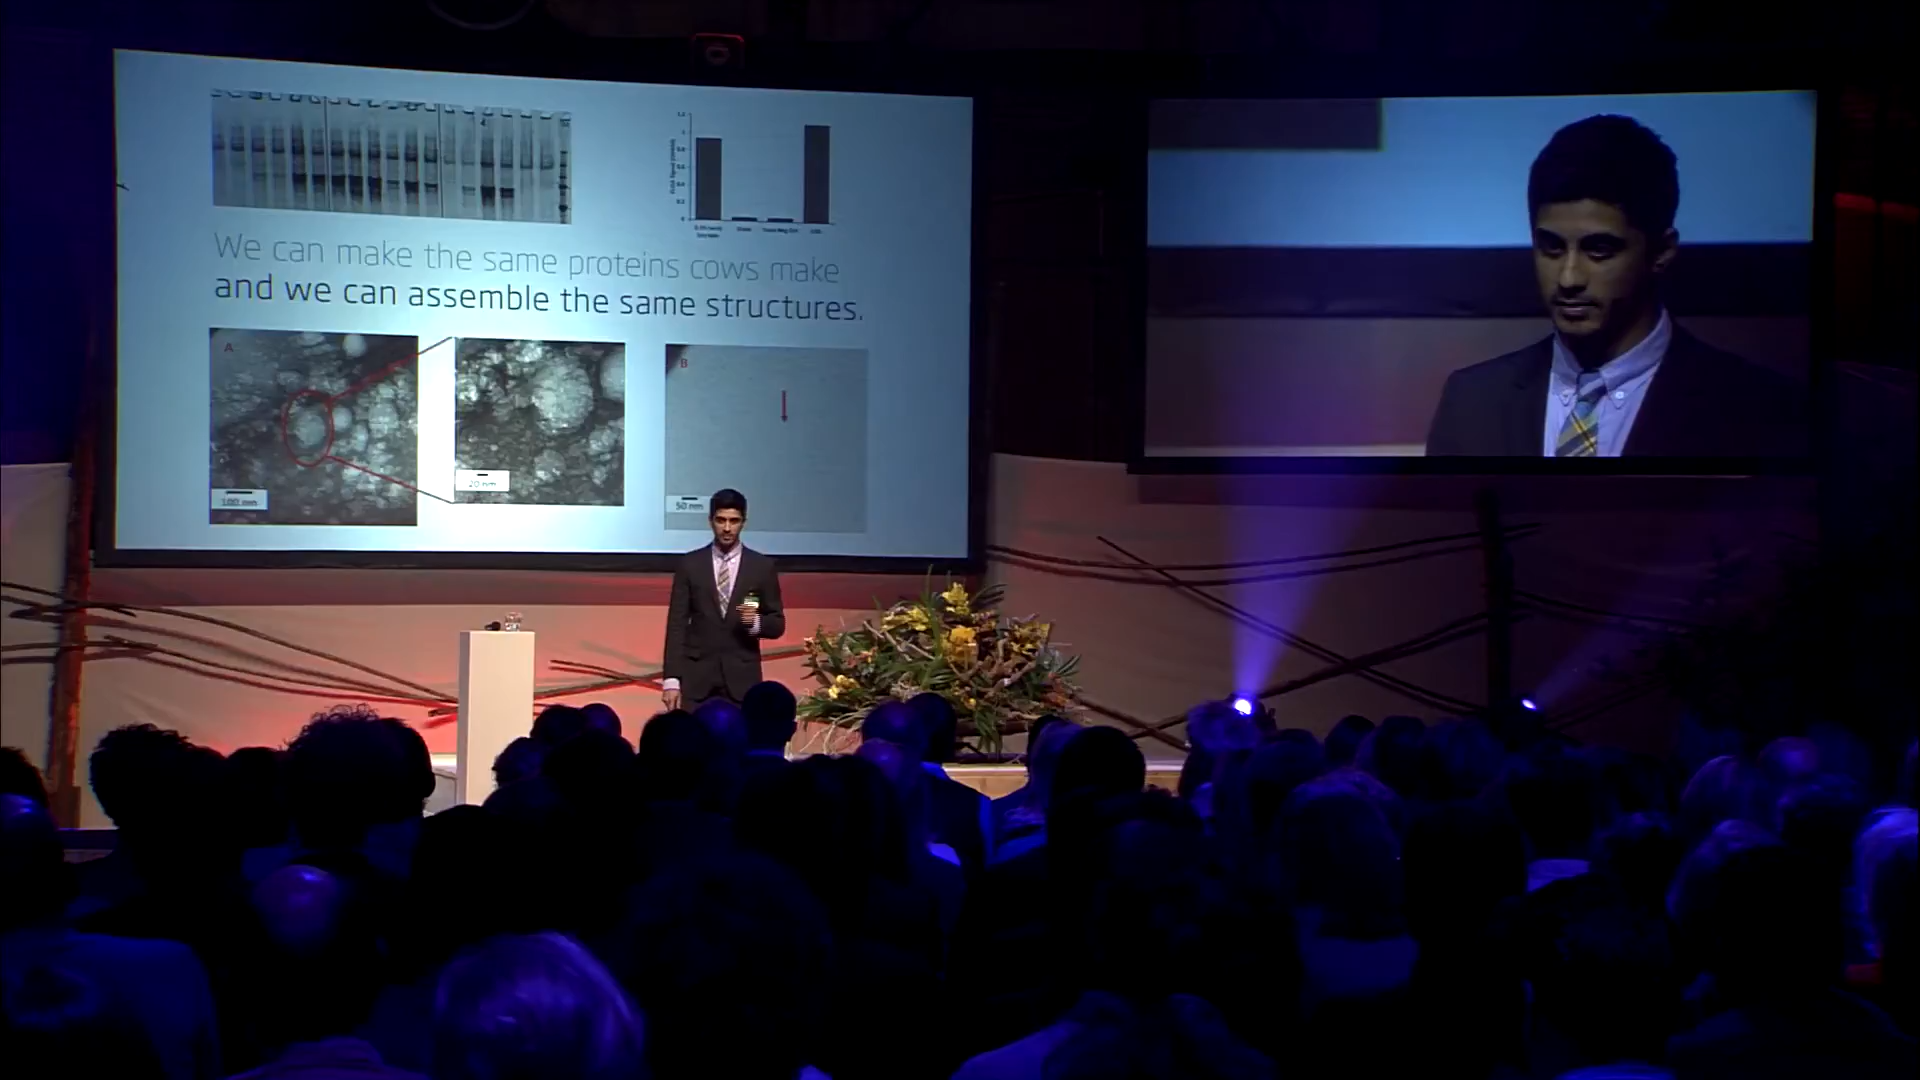 We can make the same proteins cows make
and we can assemble the same structures.
A
B
100 nm
20 nm
50 nm